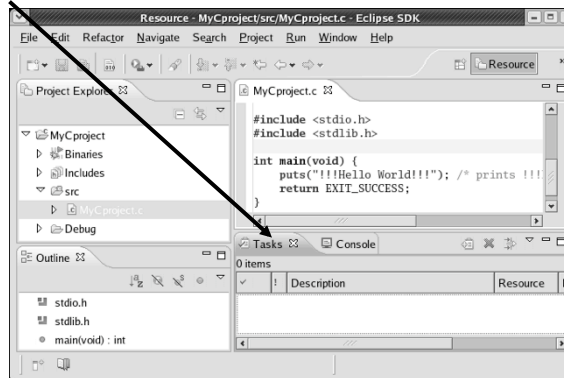 Resource - MyCproject/src/MyCproject.c - Eclipse SDK
File Edit Refactor Navigate Search Project Run Window Help
Resource
Project Explorer
MyCproject
Binaries
Includes
src
MyCproject.c
Debug
MyCproject.c
#include <stdio.h>
#include <stdlib.h>
int main(void) {
puts("!!!Hello World!!!"); /* prints !!!
return EXIT_SUCCESS;
}
Outline
stdio.h
stdlib.h
main(void) : int
Tasks Console
0 items
! Description Resource